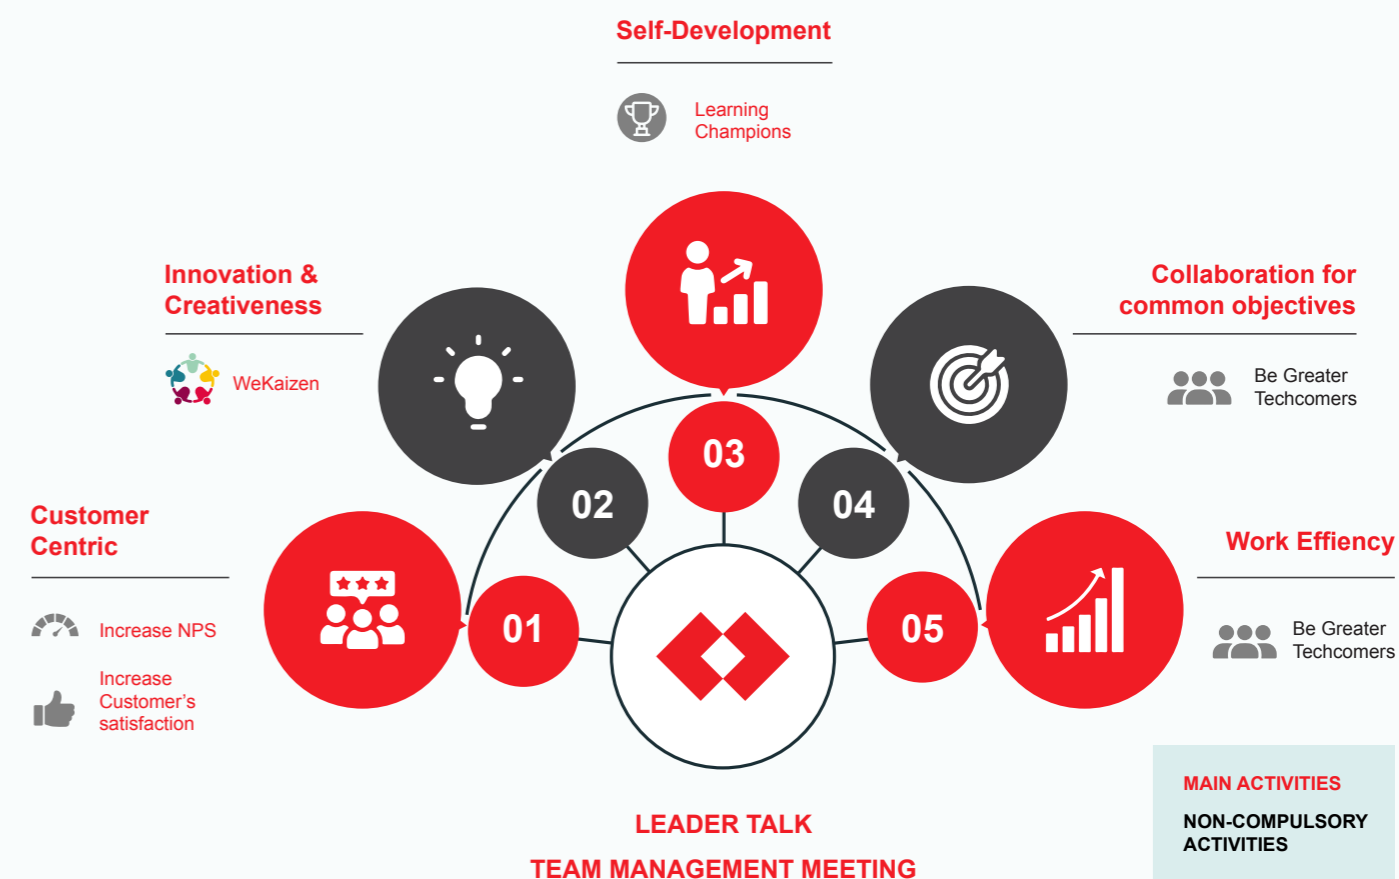 Self-Development
Learning
Champions
Innovation &
Creativeness
WeKaizen
Collaboration for
common objectives
Be Greater
Techcomers
Customer
Centric
Increase NPS
Increase
Customer’s
satisfaction
Work Effiency
Be Greater
Techcomers
01
02
03
04
05
LEADER TALK
TEAM MANAGEMENT MEETING
MAIN ACTIVITIES
NON-COMPULSORY
ACTIVITIES